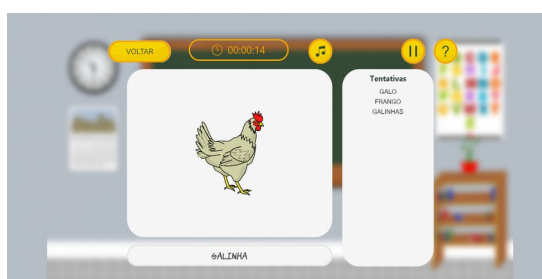 VOLTAR
00:00:14
?
Tentativas
GALO
FRANGO
GALINHAS
GALINHA